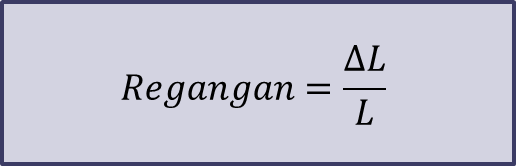 Regangan = ΔL/L